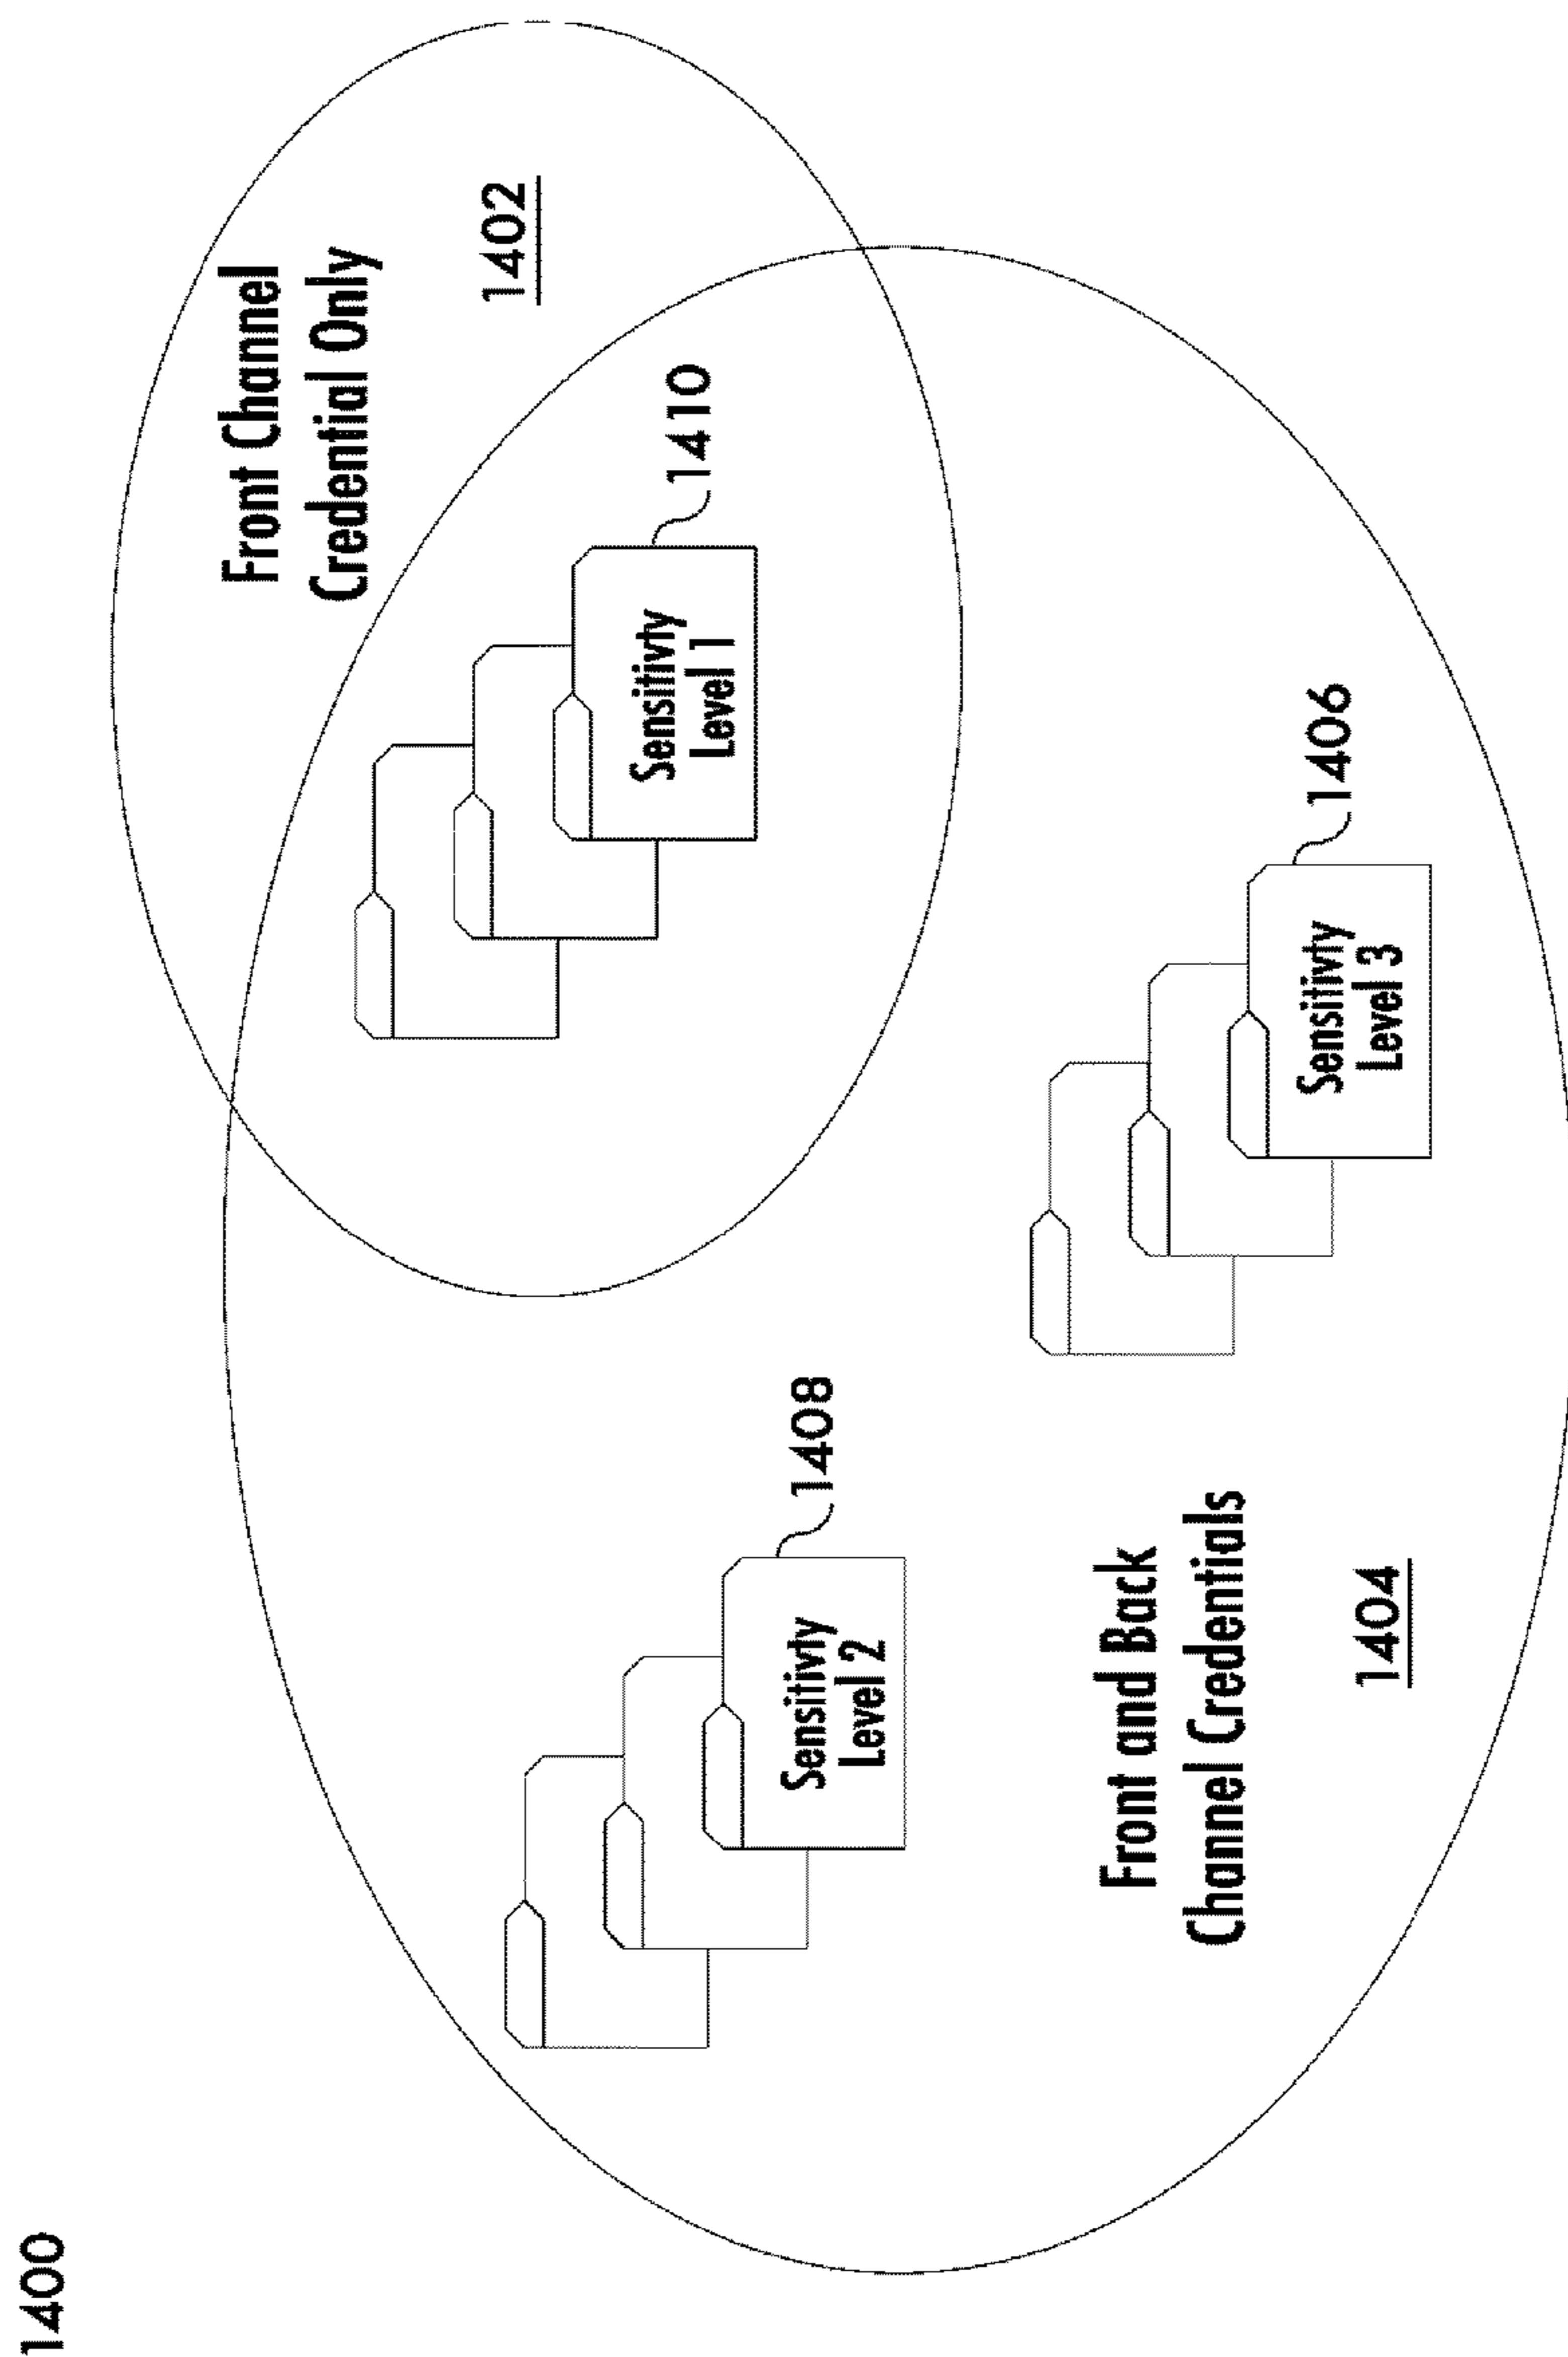 1400
Front Channel
Credential Only
1402
1410
Sensitivty
Level 1
1408
Sensitivty
Level 2
Front and Back
Channel Credentials
1404
1406
Sensitivty
Level 3